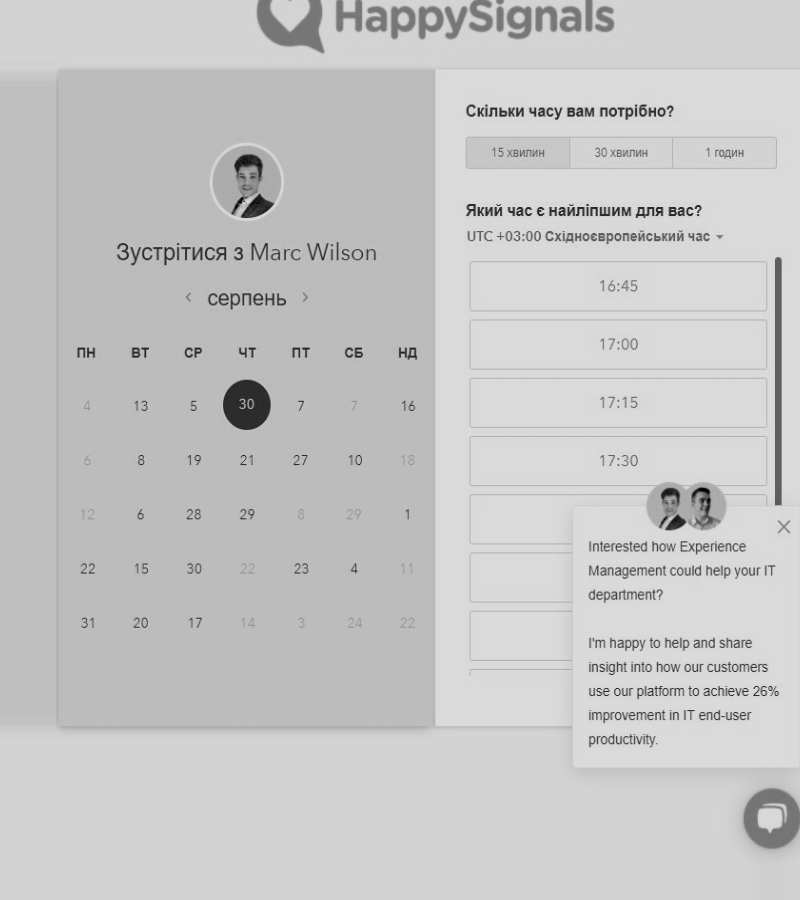 HappySignals
Зустрітися з Marc Wilson
серпень
ПН ВТ СР ЧТ ПТ СБ НД
4 13 5 30 7 7 16
6 8 19 21 27 10 18
12 6 28 29 8 29 1
22 15 30 22 23 4 11
31 20 17 14 3 24 22
Скільки часу вам потрібно?
15 хвилин 30 хвилин 1 годин
Який час є найліпшим для вас?
UTC +03:00 Східноєвропейський час
16:45
17:00
17:15
17:30
Interested how Experience
Management could help your IT
department?
I'm happy to help and share
insight into how our customers
use our platform to achieve 26%
improvement in IT end-user
productivity.